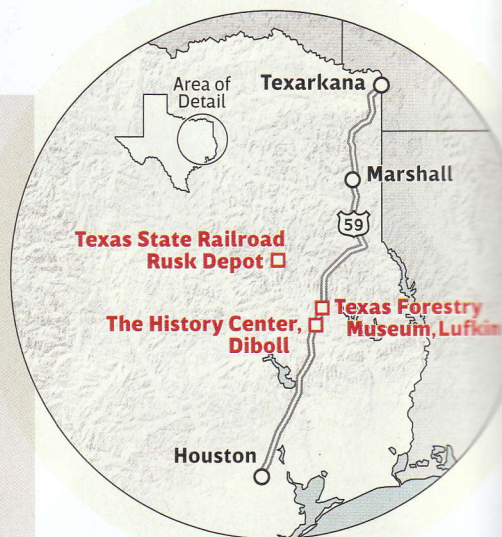 Area of
Detail
Texarkana
Marshall
59
Texas State Railroad
Rusk Depot
Texas Forestry
Museum, Lufkin
The History Center,
Diboll
Houston